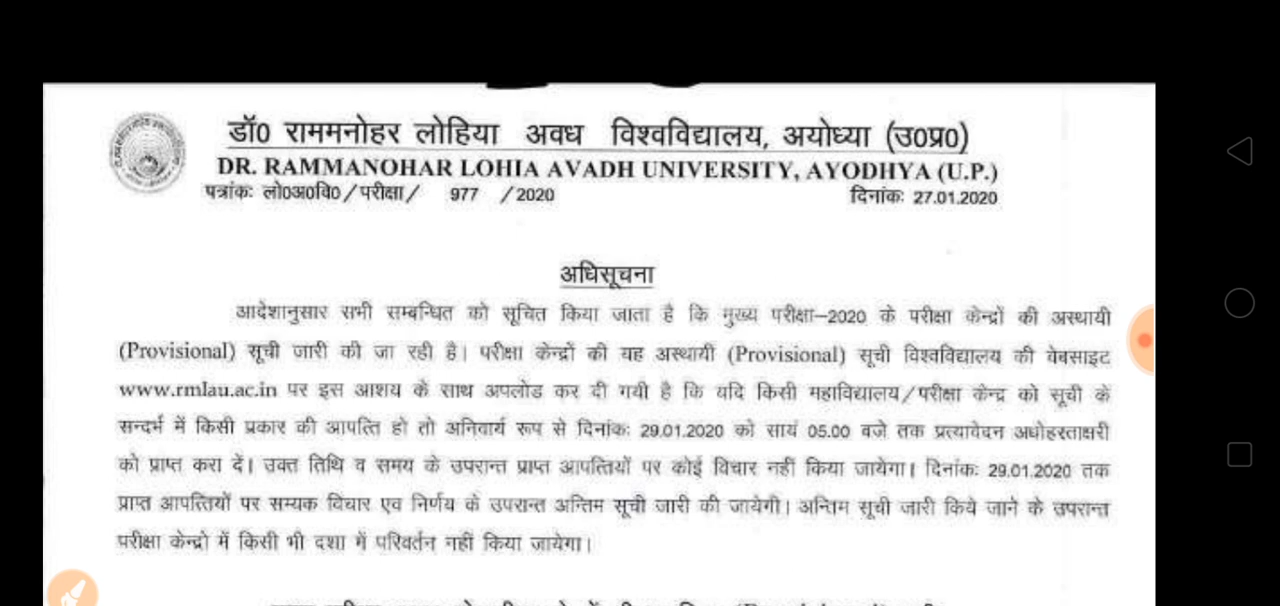 डॉ0 राममनोहर लोहिया अवध विश्वविद्यालय, अयोध्या (उ0प्र0)
DR. RAMMANOHAR LOHIA AVADH UNIVERSITY, AYODHYA (U.P.)
पत्रांकः लो0अ0वि0/परीक्षा/ 977 /2020 दिनांकः 27.01.2020
अधिसूचना
आदेशानुसार सभी सम्बन्धित को सूचित किया जाता है कि मुख्य परीक्षा-2020 के परीक्षा केन्द्रों की अस्थायी
(Provisional) सूची जारी की जा रही है। परीक्षा केन्द्रों की यह अस्थायी (Provisional) सूची विश्वविद्यालय की वेबसाइट
www.rmlau.ac.in पर इस आशय के साथ अपलोड कर दी गयी है कि यदि किसी महाविद्यालय/परीक्षा केन्द्र को सूची के
सन्दर्भ में किसी प्रकार की आपत्ति हो तो अनिवार्य रूप से दिनांकः 29.01.2020 को सायं 05.00 बजे तक प्रत्यावेदन अधोहस्ताक्षरी
को प्राप्त करा दें। उक्त तिथि व समय के उपरान्त प्राप्त आपत्तियों पर कोई विचार नहीं किया जायेगा। दिनांकः 29.01.2020 तक
प्राप्त आपत्तियों पर सम्यक विचार एव निर्णय के उपरान्त अन्तिम सूची जारी की जायेगी। अन्तिम सूची जारी किये जाने के उपरान्त
परीक्षा केन्द्रो में किसी भी दशा में परिवर्तन नहीं किया जायेगा।